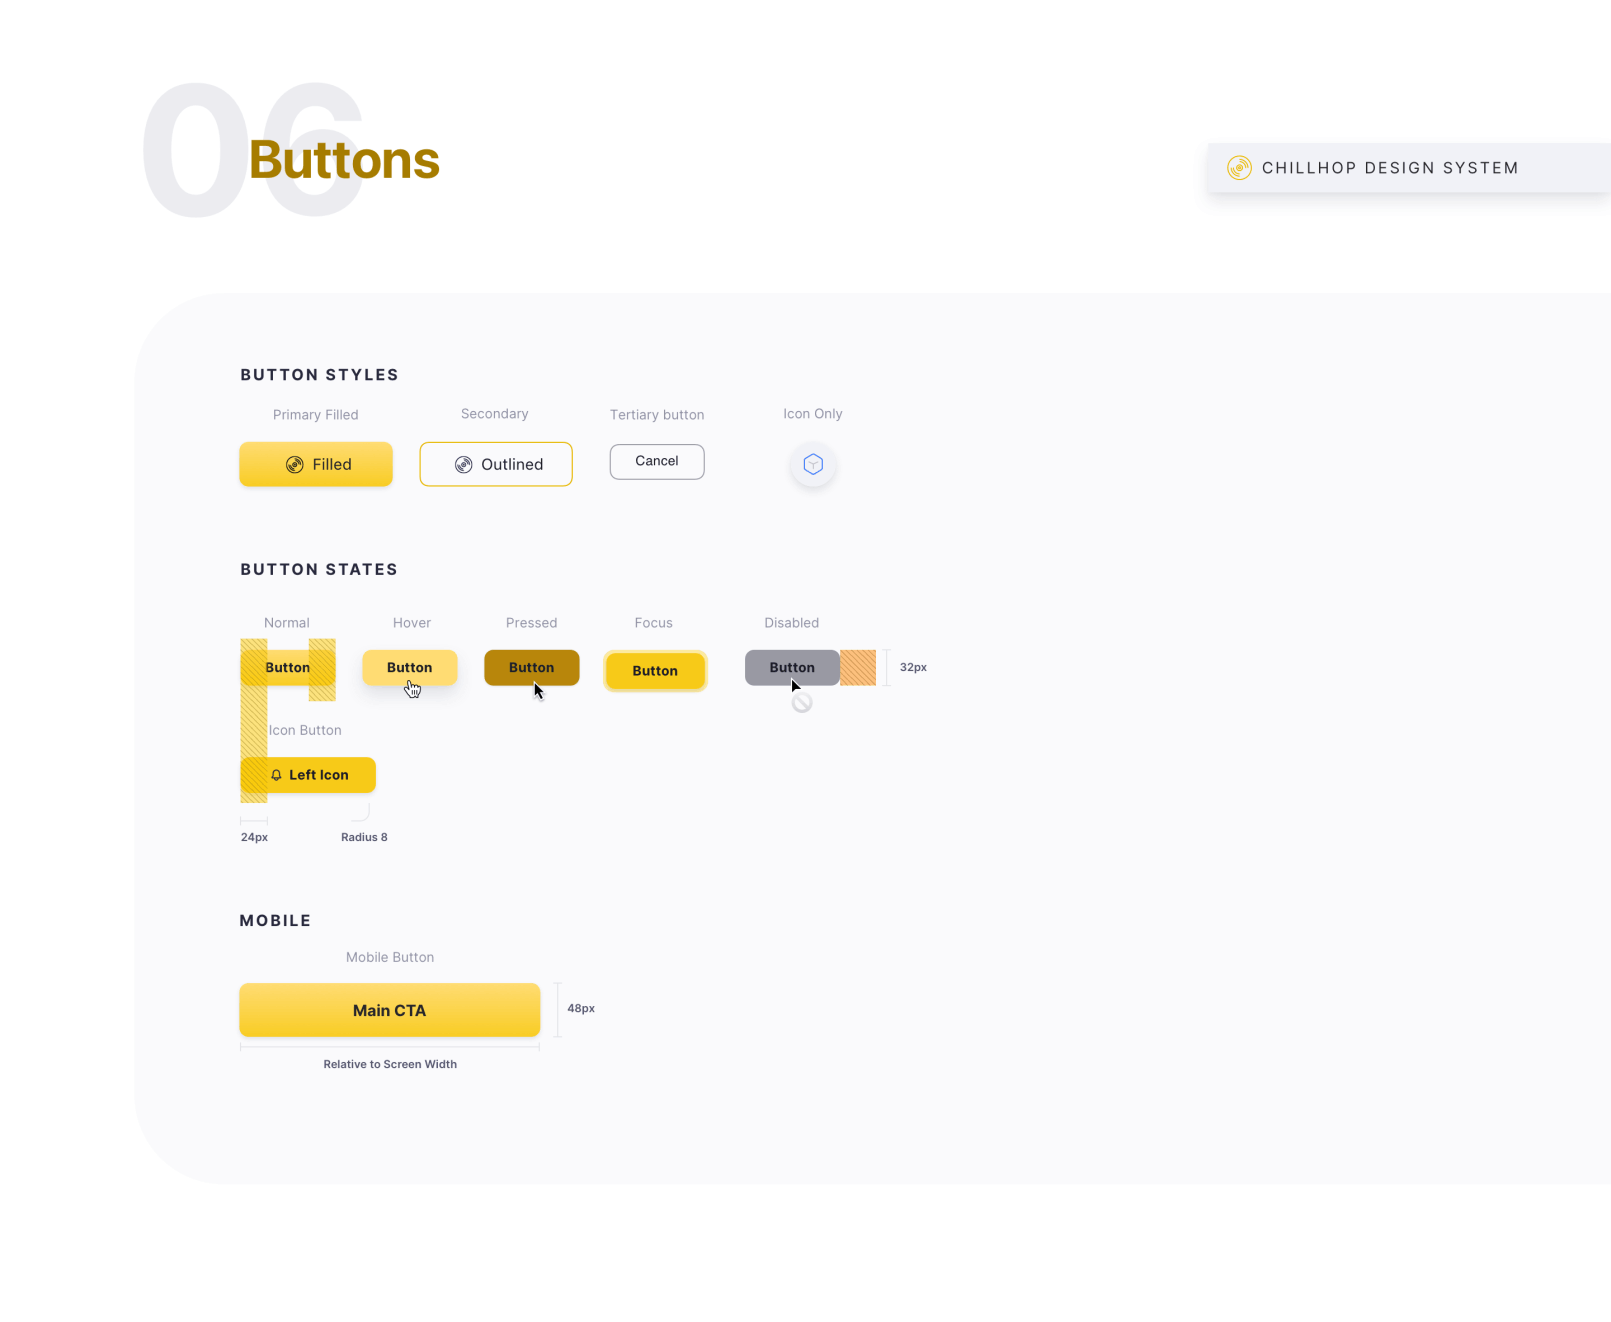 06
Buttons
CHILLHOP DESIGN SYSTEM
BUTTON STYLES
Primary Filled
Secondary
Tertiary button
Icon Only
Filled
Outlined
Cancel
BUTTON STATES
Normal
Hover
Pressed
Focus
Disabled
Button
Button
Button
Button
Button
32px
Icon Button
Left Icon
24px
Radius 8
MOBILE
Mobile Button
Main CTA
48px
Relative to Screen Width